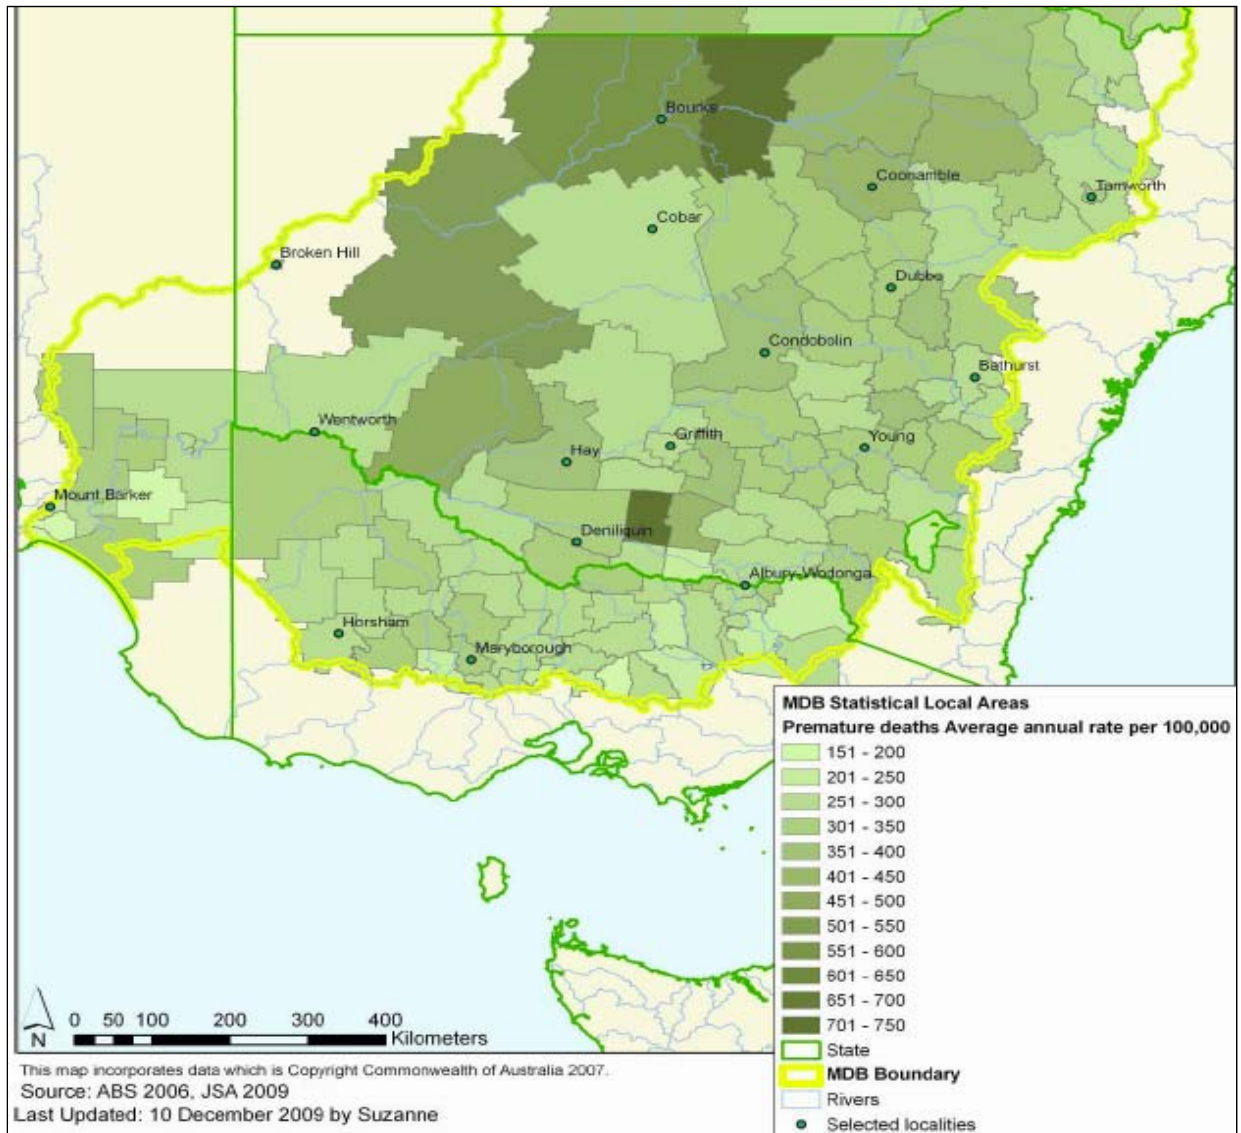 Bourke
Coonamble
Tamworth
Cobar
Broken Hill
Dubbo
Condobolin
Bathurst
Wentworth
Griffith
Young
Hay
Mount Barker
Deniliquin
Albury-Wodonga
Horsham
Maryborough
MDB Statistical Local Areas
Premature deaths Average annual rate per 100,000
151 - 200
201 - 250
251 - 300
301 - 350
351 - 400
401 - 450
451 - 500
501 - 550
551 - 600
601 - 650
651 - 700
701 - 750
State
MDB Boundary
Rivers
Selected localities
N
0 50 100 200 300 400
Kilometers
This map incorporates data which is Copyright Commonwealth of Australia 2007.
Source: ABS 2006, JSA 2009
Last Updated: 10 December 2009 by Suzanne